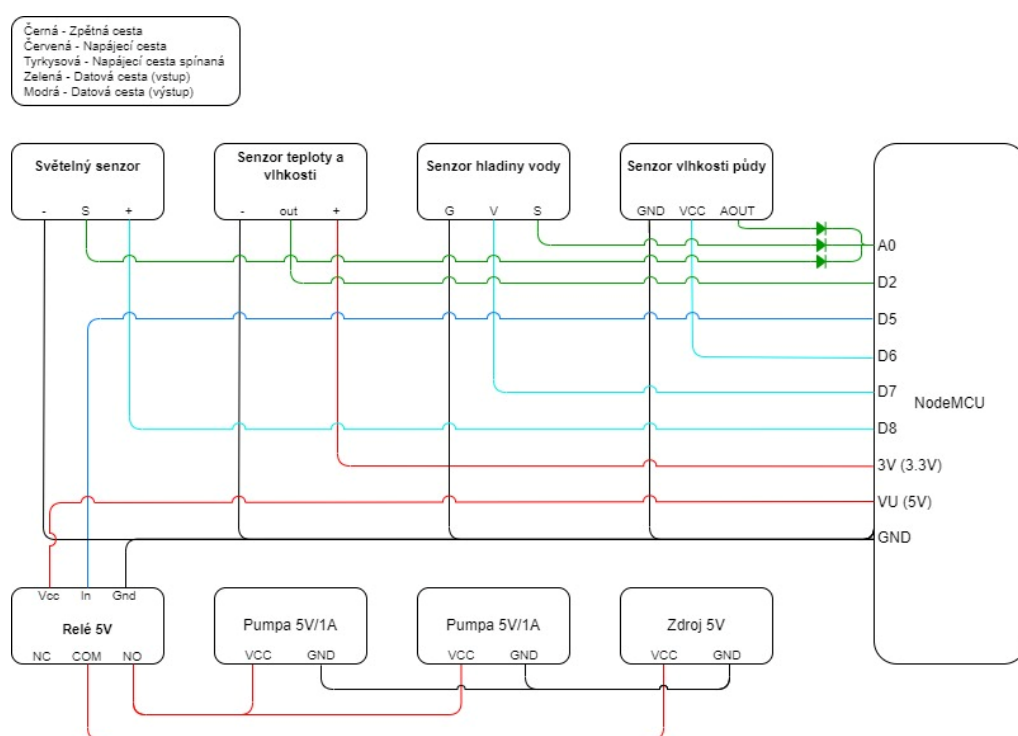 Černá - Zpětná cesta
Červená - Napájecí cesta
Tyrkysová - Napájecí cesta spínaná
Zelená - Datová cesta (vstup)
Modrá - Datová cesta (výstup)
Světelný senzor
- S +
Senzor teploty a
vlhkosti
- out +
Senzor hladiny vody
G V S
Senzor vlhkosti půdy
GND VCC AOUT
A0
D2
D5
D6
D7
D8
3V (3.3V)
VU (5V)
GND
NodeMCU
Vcc In Gnd
Relé 5V
NC COM NO
Pumpa 5V/1A
VCC GND
Pumpa 5V/1A
VCC GND
Zdroj 5V
VCC GND